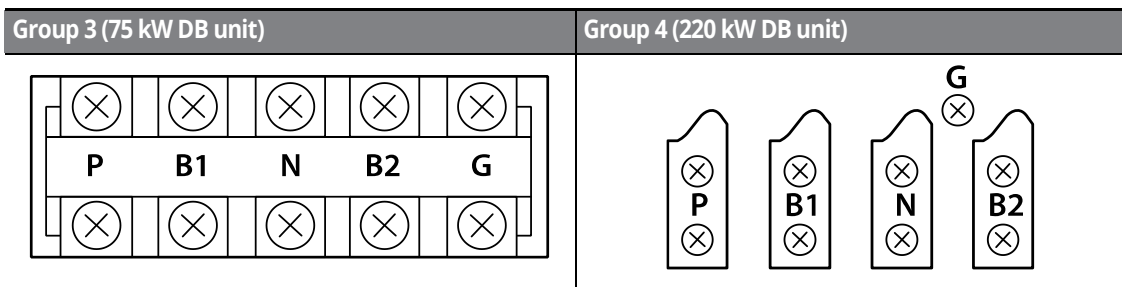 Group 3 (75 kW DB unit)
P B1 N B2 G
Group 4 (220 kW DB unit)
G
P B1 N B2